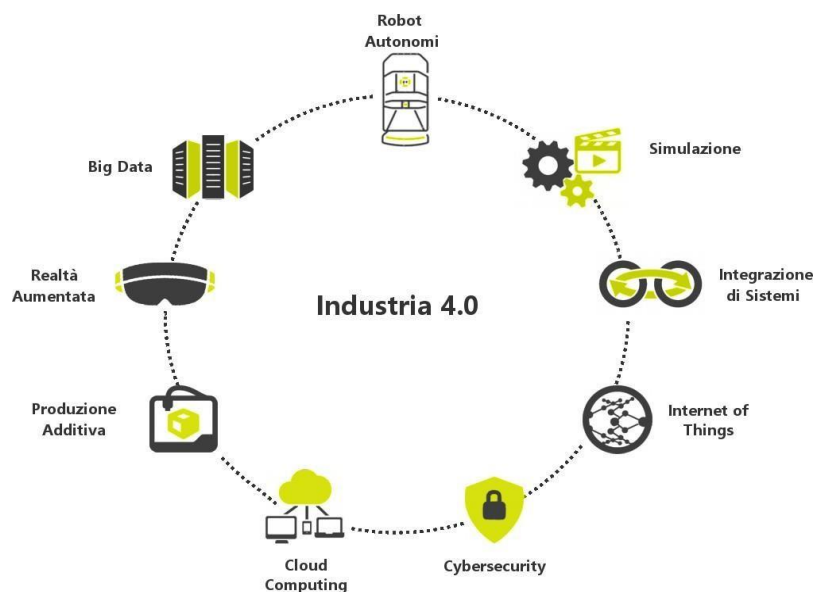 Robot
Autonomi
Simulazione
Big Data
Integrazione
di Sistemi
Realtà
Aumentata
Industria 4.0
Internet of
Things
Produzione
Additiva
Cybersecurity
Cloud
Computing